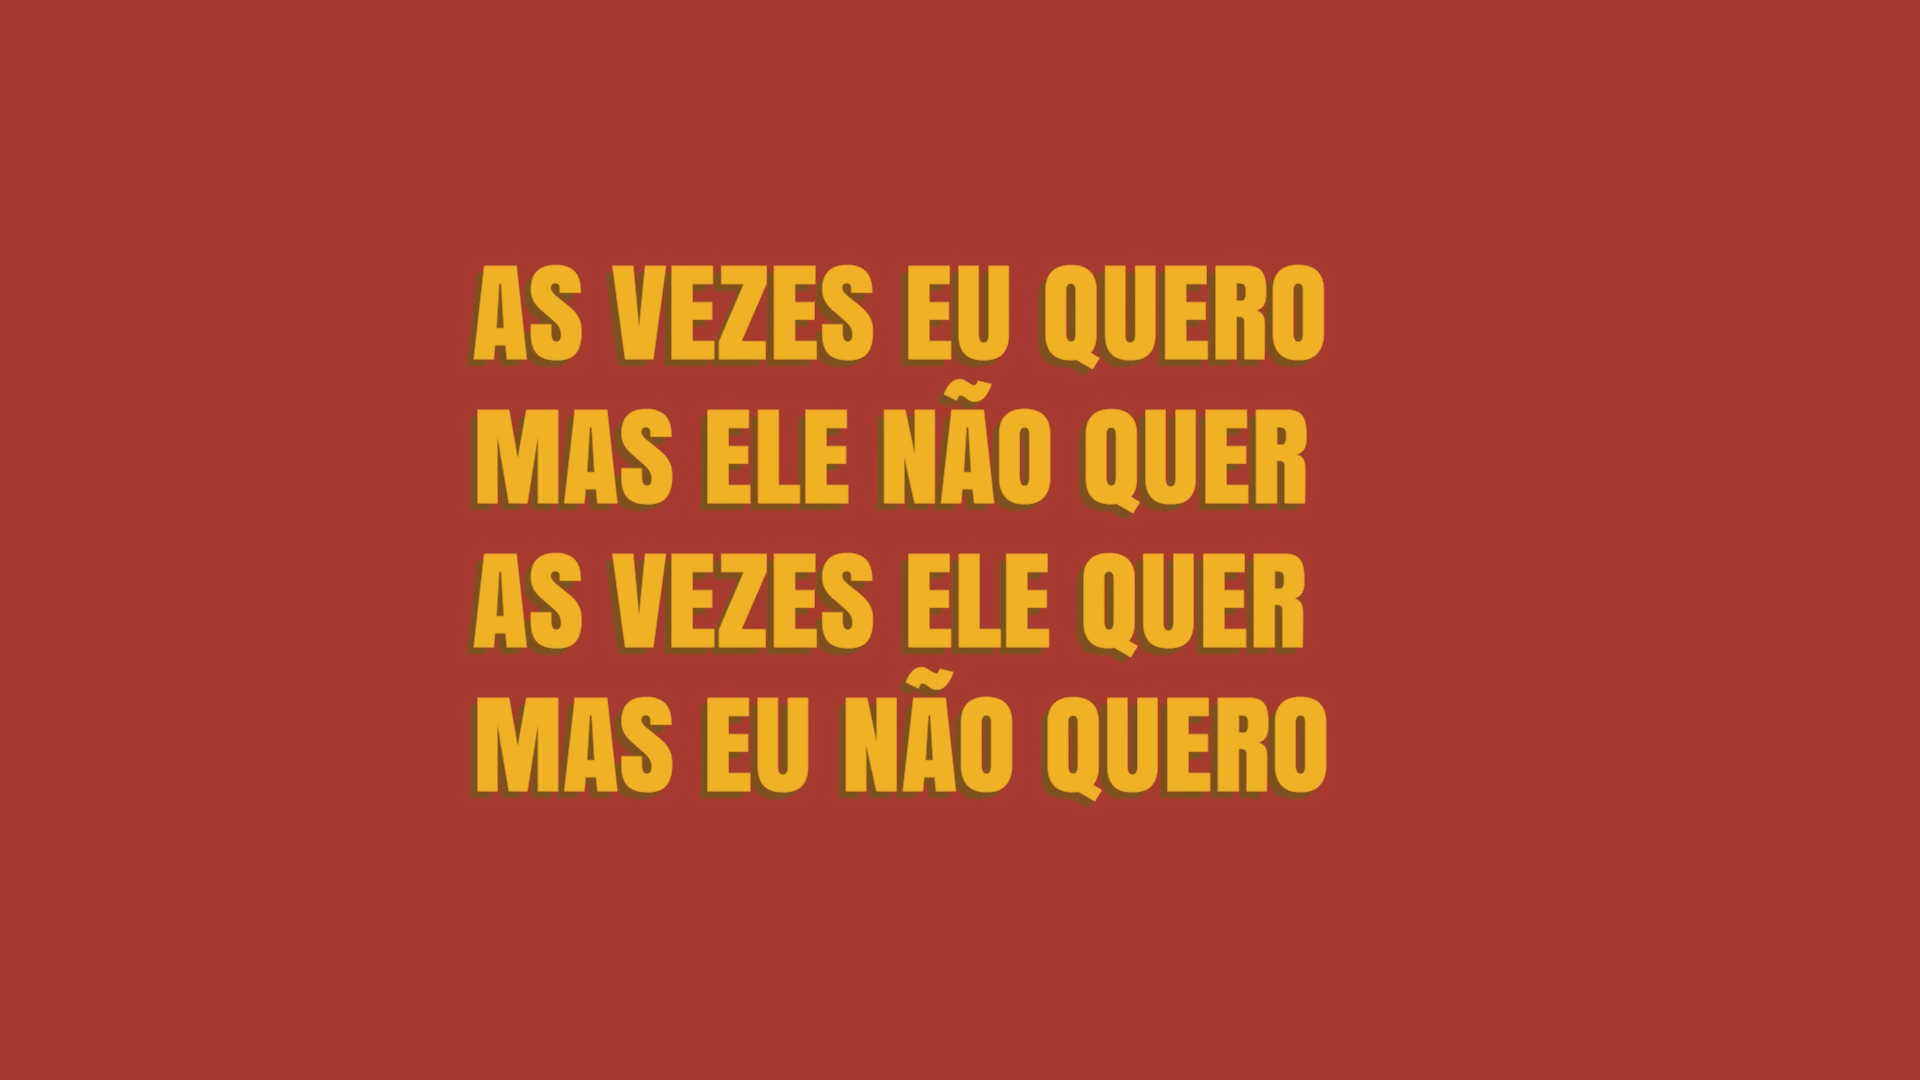 AS VEZES EU QUERO
MAS ELE NÃO QUER
AS VEZES ELE QUER
MAS EU NÃO QUERO